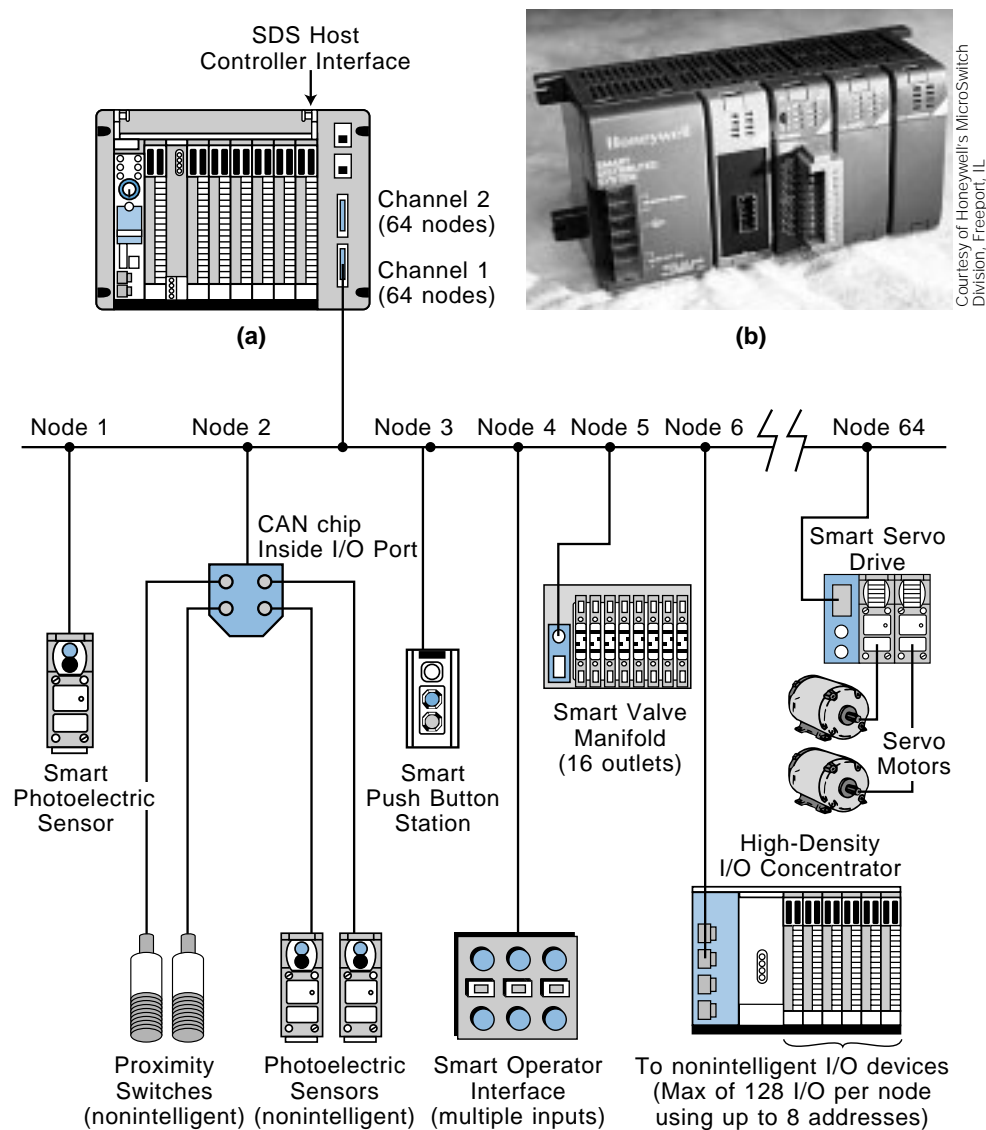 SDS Host
Controller Interface
Channel 2
(64 nodes)
Channel 1
(64 nodes)
(a)
Honeywell
SMART
DISTRIBUTED
SYSTEM
(b)
Courtesy of Honeywell's MicroSwitch
Division, Freeport, IL
Node 1
Node 2
Node 3
Node 4
Node 5
Node 6
Node 64
CAN chip
Inside I/O Port
Smart Servo
Drive
Smart
Photoelectric
Sensor
Smart
Push Button
Station
Smart Valve
Manifold
(16 outlets)
Servo
Motors
High-Density
I/O Concentrator
Proximity
Switches
(nonintelligent)
Photoelectric
Sensors
(nonintelligent)
Smart Operator
Interface
(multiple inputs)
To nonintelligent I/O devices
(Max of 128 I/O per node
using up to 8 addresses)